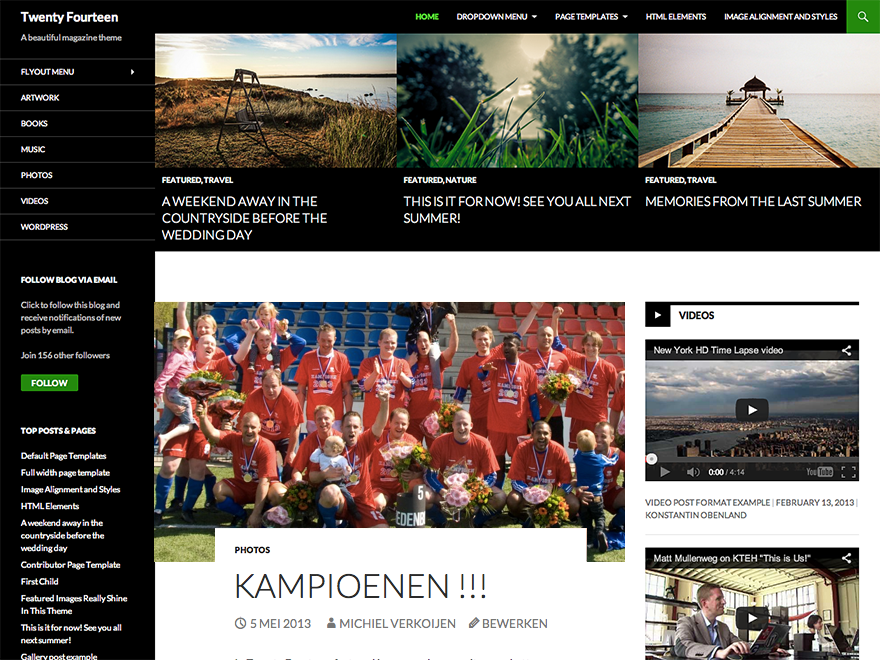 Twenty Fourteen
A beautiful magazine theme
HOME
DROPDOWN MENU
PAGE TEMPLATES
HTML ELEMENTS
IMAGE ALIGNMENT AND STYLES
FLYOUT MENU
ARTWORK
BOOKS
MUSIC
PHOTOS
VIDEOS
WORDPRESS
FOLLOW BLOG VIA EMAIL
Click to follow this blog and
receive notifications of new
posts by email.
Join 156 other followers
FOLLOW
TOP POSTS & PAGES
Default Page Templates
Full width page template
Image Alignment and Styles
HTML Elements
A weekend away in the
countryside before the
wedding day
Contributor Page Template
First Child
Featured Images Really Shine
In This Theme
This is it for now! See you all
next summer!
Gallery post example
FEATURED, TRAVEL
A WEEKEND AWAY IN THE
COUNTRYSIDE BEFORE THE
WEDDING DAY
FEATURED, NATURE
THIS IS IT FOR NOW! SEE YOU ALL NEXT
SUMMER!
FEATURED, TRAVEL
MEMORIES FROM THE LAST SUMMER
5
PHOTOS
KAMPIOENEN !!!
5 MEI 2013 MICHIEL VERKOIJEN BEWERKEN
VIDEOS
New York HD Time Lapse video
0:00 / 4:14 YouTube
VIDEO POST FORMAT EXAMPLE | FEBRUARY 13, 2013 |
KONSTANTIN OBENLAND
Matt Mullenweg on KTEH "This is Us!"